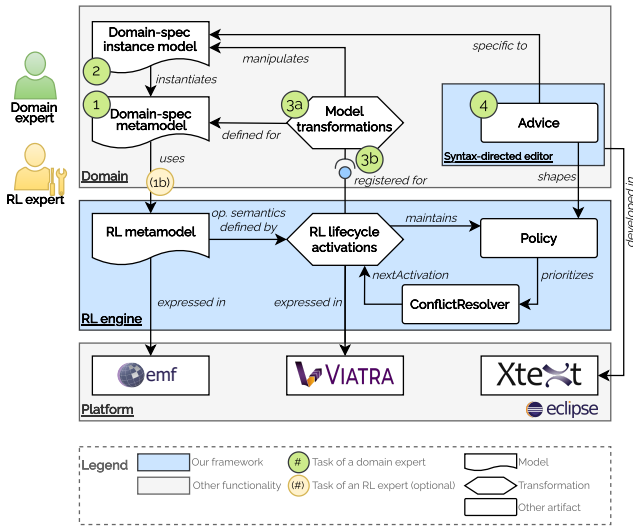 Domain-spec
instance model
specific to
manipulates
2
instantiates
Domain
expert
1
Domain-spec
metamodel
3a
Model
transformations
defined for
4
Advice
Syntax-directed editor
3b
uses
registered for
shapes
developed in
RL expert
(1b)
Domain
RL metamodel
op. semantics
defined by
RL lifecycle
activations
maintains
Policy
nextActivation
prioritizes
ConflictResolver
expressed in
expressed in
RL engine
emf
VIATRA
Xtext
Platform
eclipse
Legend
Our framework
# Task of a domain expert
Model
Other functionality
(#) Task of an RL expert (optional)
Transformation
Other artifact